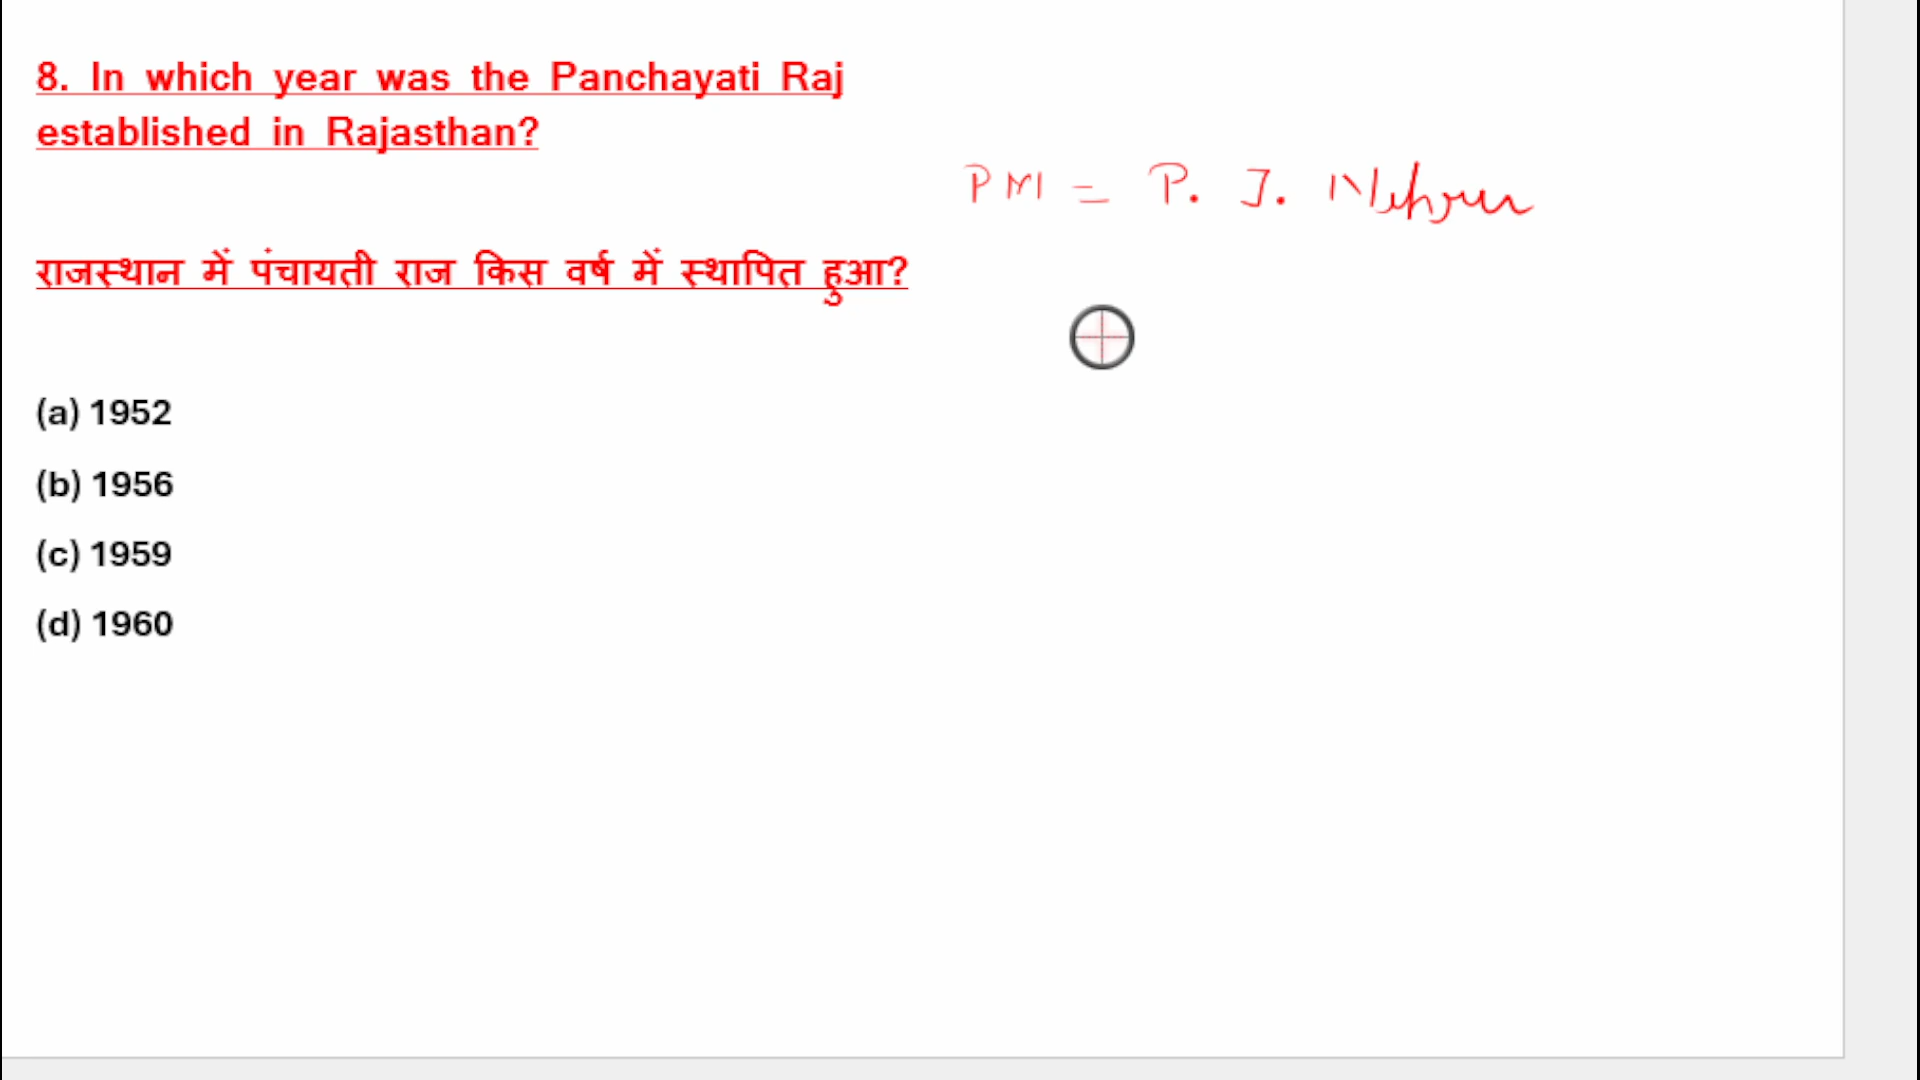 8. In which year was the Panchayati Raj
established in Rajasthan?
PM = P. J. Nehru
राजस्थान में पंचायती राज किस वर्ष में स्थापित हुआ?
(a) 1952
(b) 1956
(c) 1959
(d) 1960